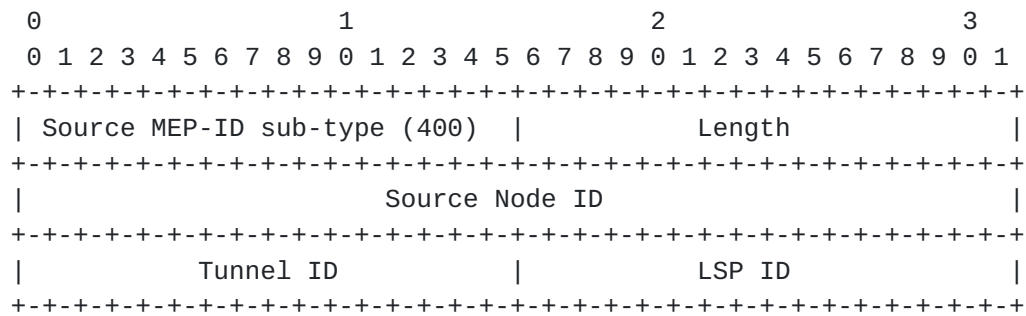 0                   1                   2                   3
 0 1 2 3 4 5 6 7 8 9 0 1 2 3 4 5 6 7 8 9 0 1 2 3 4 5 6 7 8 9 0 1
+-+-+-+-+-+-+-+-+-+-+-+-+-+-+-+-+-+-+-+-+-+-+-+-+-+-+-+-+-+-+-+-+
| Source MEP-ID sub-type (400)  |           Length              |
+-+-+-+-+-+-+-+-+-+-+-+-+-+-+-+-+-+-+-+-+-+-+-+-+-+-+-+-+-+-+-+-+
|                       Source Node ID                          |
+-+-+-+-+-+-+-+-+-+-+-+-+-+-+-+-+-+-+-+-+-+-+-+-+-+-+-+-+-+-+-+-+
|           Tunnel ID           |           LSP ID              |
+-+-+-+-+-+-+-+-+-+-+-+-+-+-+-+-+-+-+-+-+-+-+-+-+-+-+-+-+-+-+-+-+